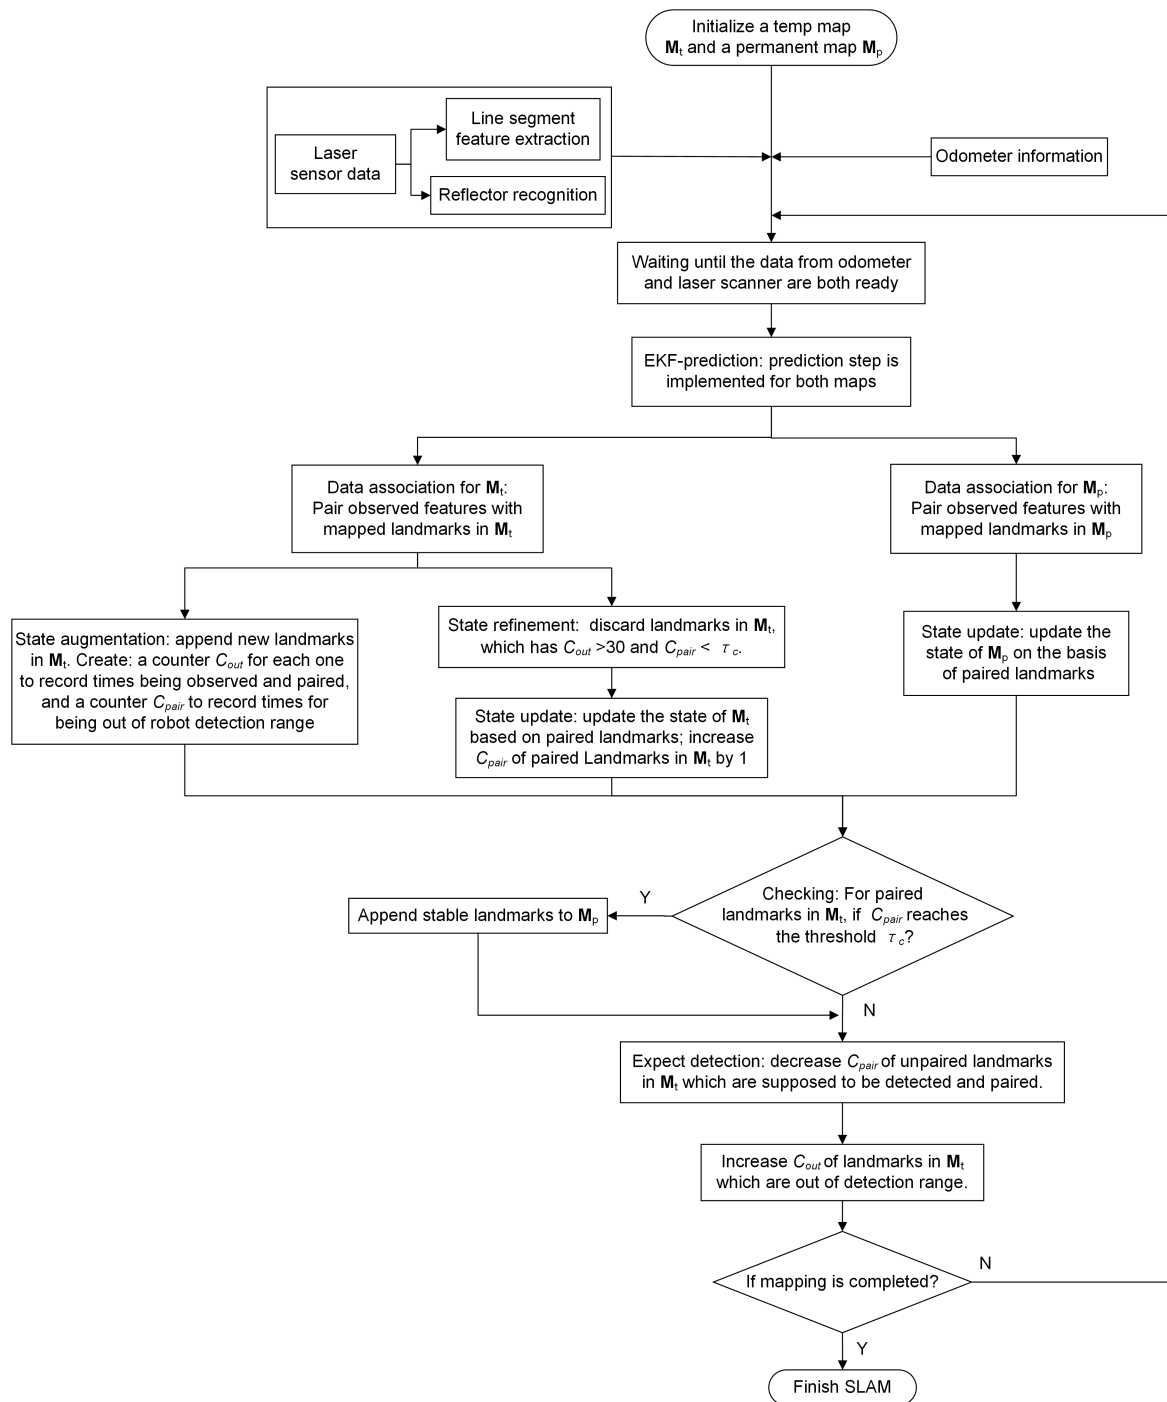 Initialize a temp map
Mt and a permanent map Mp
Line segment
feature extraction
Laser
sensor data
Reflector recognition
Odometer information
Waiting until the data from odometer
and laser scanner are both ready
EKF-prediction: prediction step is
implemented for both maps
Data association for Mt:
Pair observed features with
mapped landmarks in Mt
Data association for Mp:
Pair observed features with
mapped landmarks in Mp
State augmentation: append new landmarks
in Mt. Create: a counter Cout for each one
to record times being observed and paired,
and a counter Cpair to record times for
being out of robot detection range
State refinement: discard landmarks in Mt,
which has Cout >30 and Cpair < τc.
State update: update the state of Mt
based on paired landmarks; increase
Cpair of paired Landmarks in Mt by 1
State update: update the
state of Mp on the basis
of paired landmarks
Checking: For paired
landmarks in Mt, if Cpair reaches
the threshold τc?
Y
Append stable landmarks to Mp
N
Expect detection: decrease Cpair of unpaired landmarks
in Mt which are supposed to be detected and paired.
Increase Cout of landmarks in Mt
which are out of detection range.
If mapping is completed?
N
Y
Finish SLAM